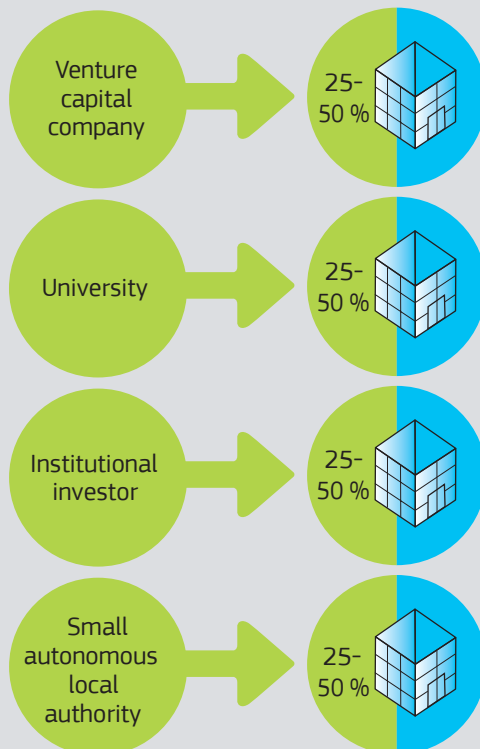 Venture
capital
company
25-
50 %
University
25-
50 %
Institutional
investor
25-
50 %
Small
autonomous
local
authority
25-
50 %